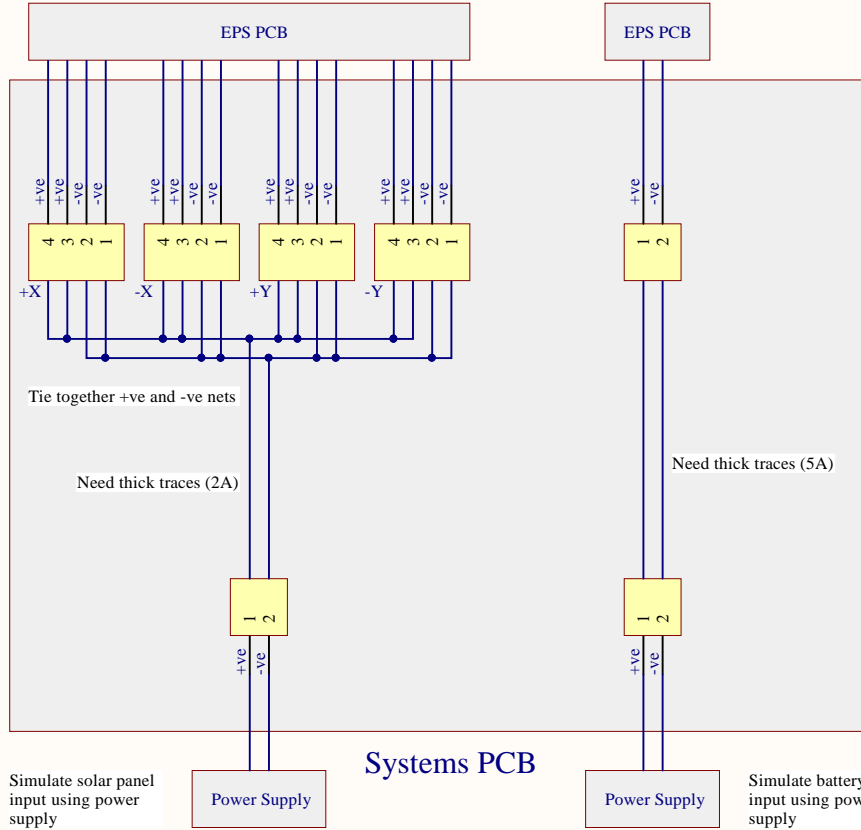 EPS PCB
EPS PCB
+ve +ve -ve -ve +ve +ve -ve -ve +ve +ve -ve -ve +ve +ve -ve -ve
+ve -ve
4 3 2 1 4 3 2 1 4 3 2 1 4 3 2 1
1 2
+X -X +Y -Y
Tie together +ve and -ve nets
Need thick traces (2A)
Need thick traces (5A)
1 2
1 2
+ve -ve
+ve -ve
Systems PCB
Simulate solar panel
input using power
supply
Power Supply
Power Supply
Simulate battery
input using pow
supply